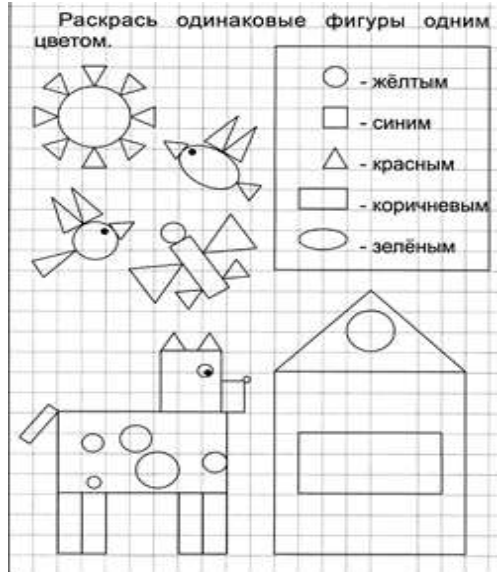 Раскрась одинаковые фигуры одним
цветом.
- жёлтым
- синим
- красным
- коричневым
- зелёным